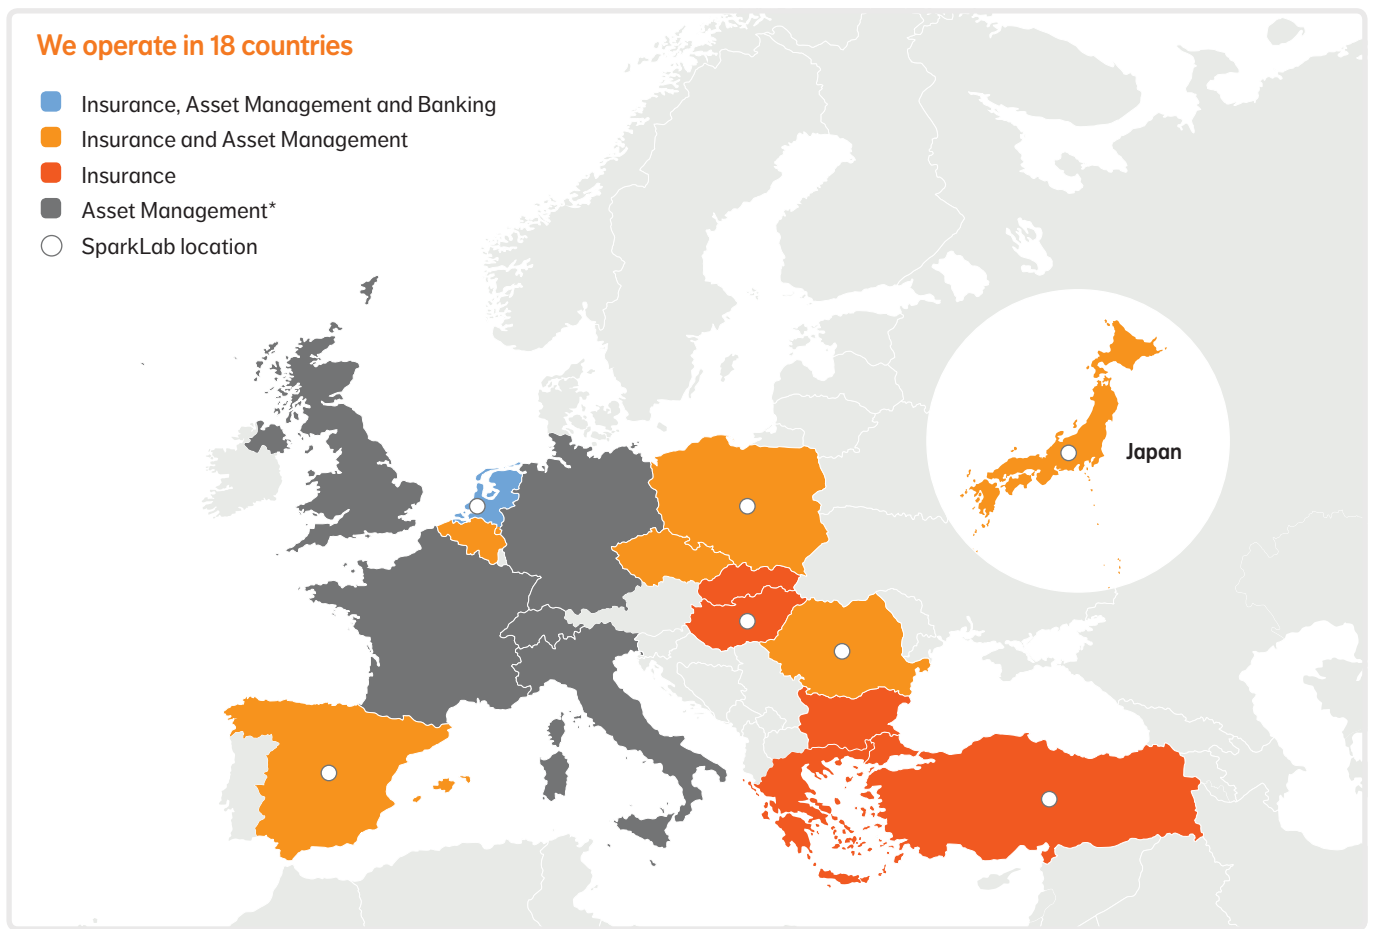 We operate in 18 countries
Insurance, Asset Management and Banking
Insurance and Asset Management
Insurance
Asset Management*
SparkLab location
Japan